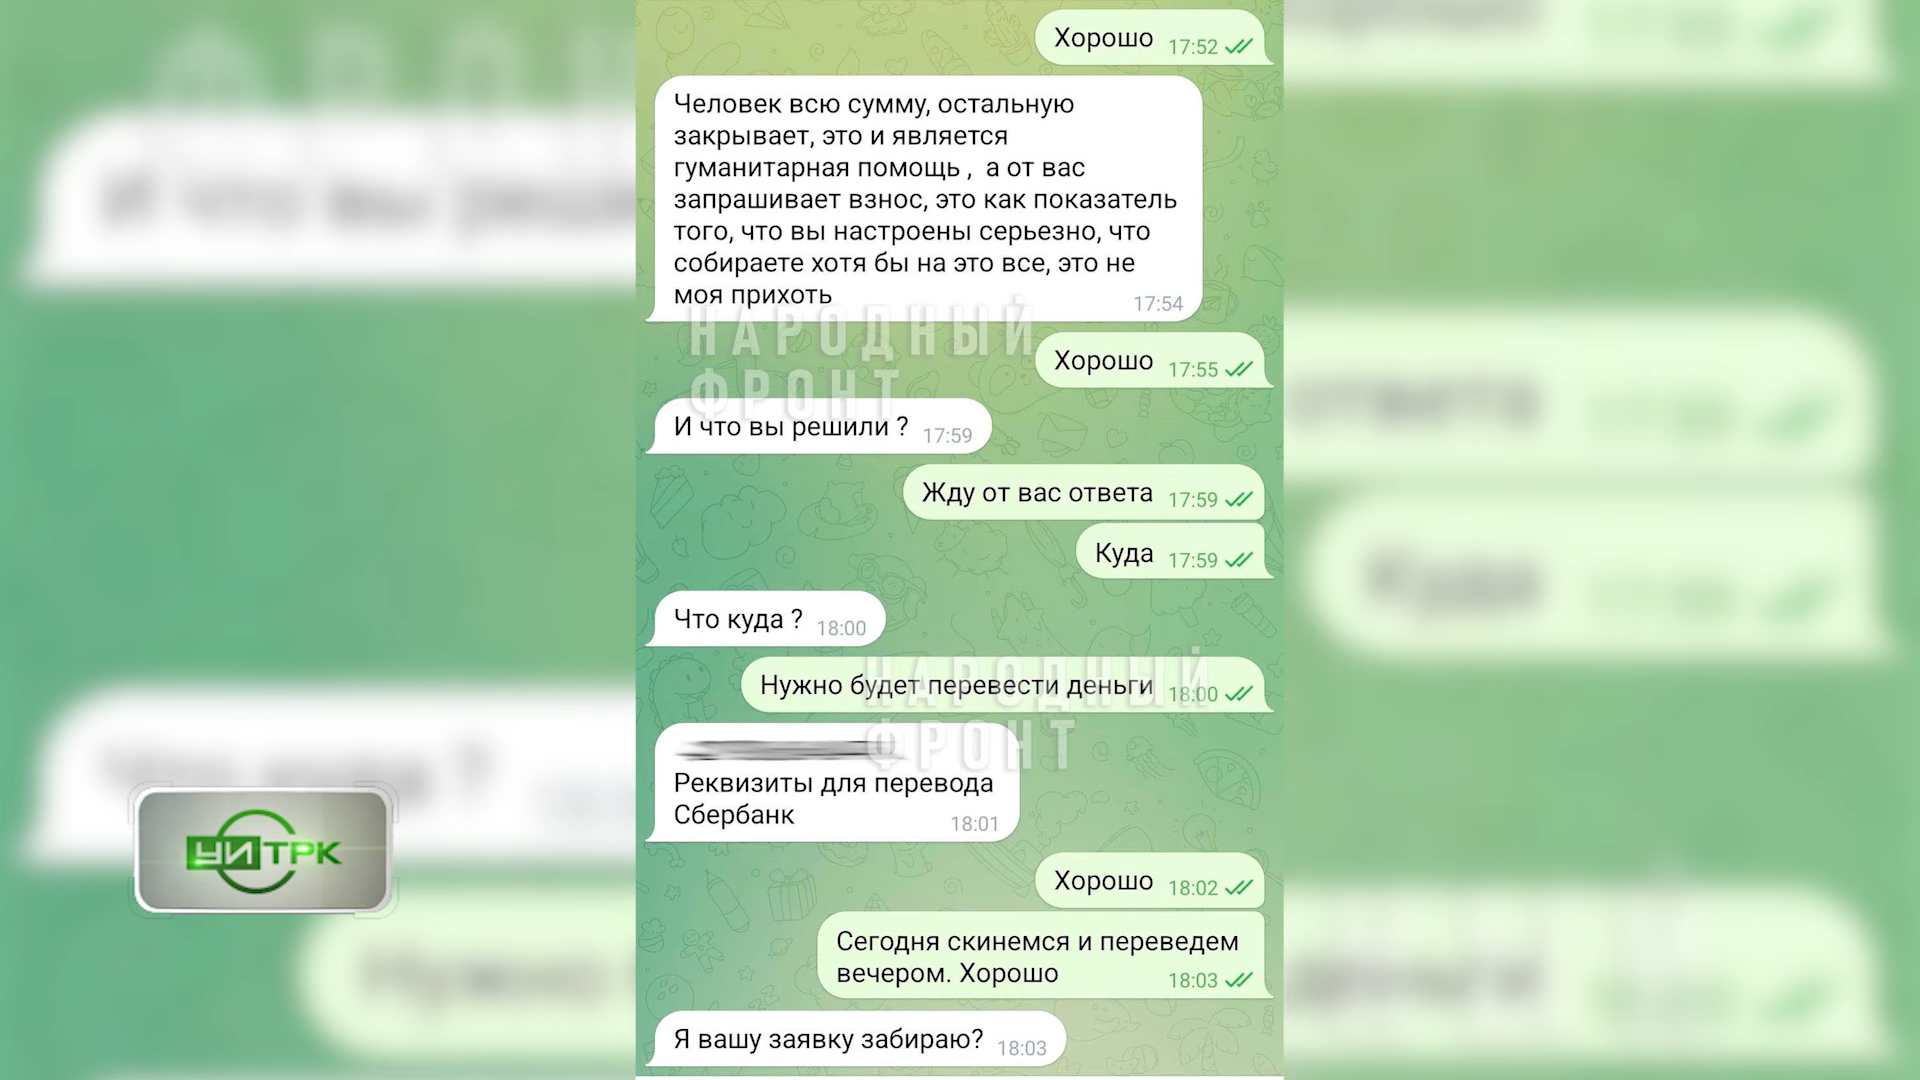 Хорошо 17:52
Человек всю сумму, остальную
закрывает, это и является
гуманитарная помощь , а от вас
запрашивает взнос, это как показатель
того, что вы настроены серьезно, что
собираете хотя бы на это все, это не
моя прихоть 17:54
НАРОДНЫЙ
ФРОНТ
Хорошо 17:55
И что вы решили ? 17:59
Жду от вас ответа 17:59
Куда 17:59
Что куда ? 18:00
Нужно будет перевести деньги 18:00
НАРОДНЫЙ
ФРОНТ
Реквизиты для перевода
Сбербанк 18:01
УИТРК
Хорошо 18:02
Сегодня скинемся и переведем
вечером. Хорошо 18:03
Я вашу заявку забираю? 18:03